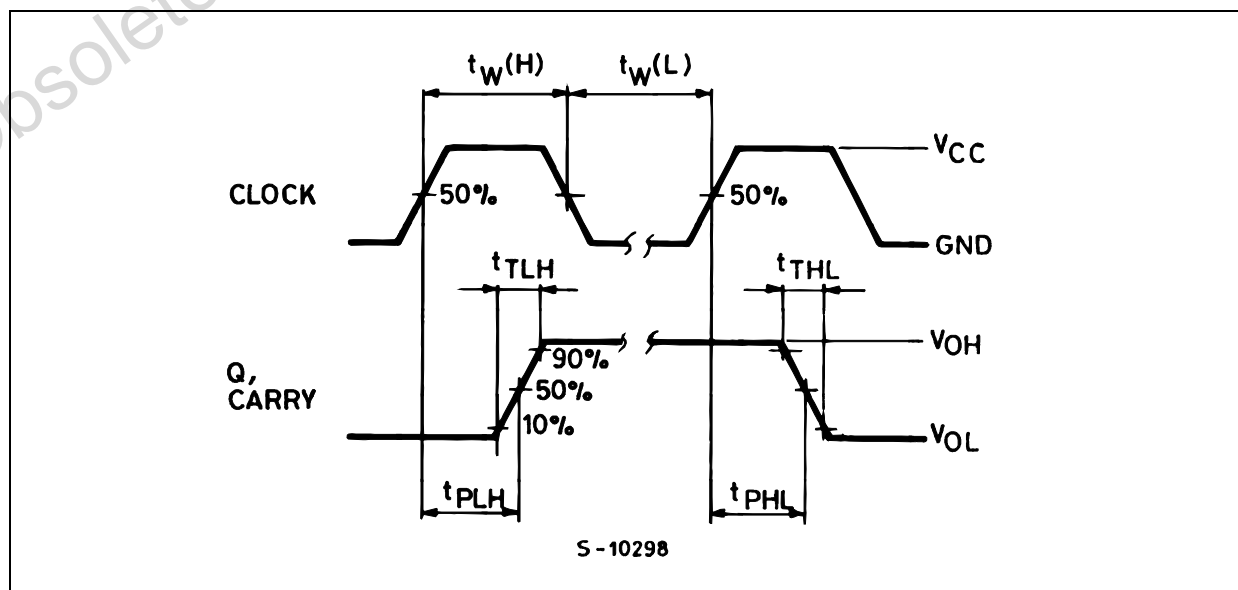 obsolete
tW(H) tW(L)
VCC
CLOCK 50% 50%
GND
tTLH tTHL
VOH
90%
Q,
CARRY
50%
10%
VOL
tPLH tPHL
S-10298